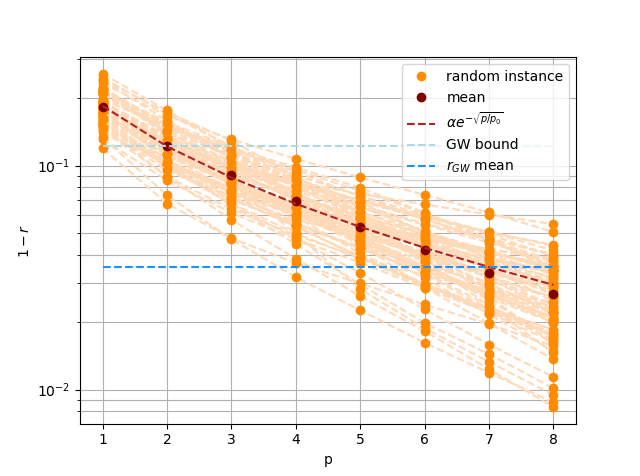 random instance
mean
αe^{-√(p/p₀)}
GW bound
r_GW mean
1 − r
10⁻¹
10⁻²
1 2 3 4 5 6 7 8
p